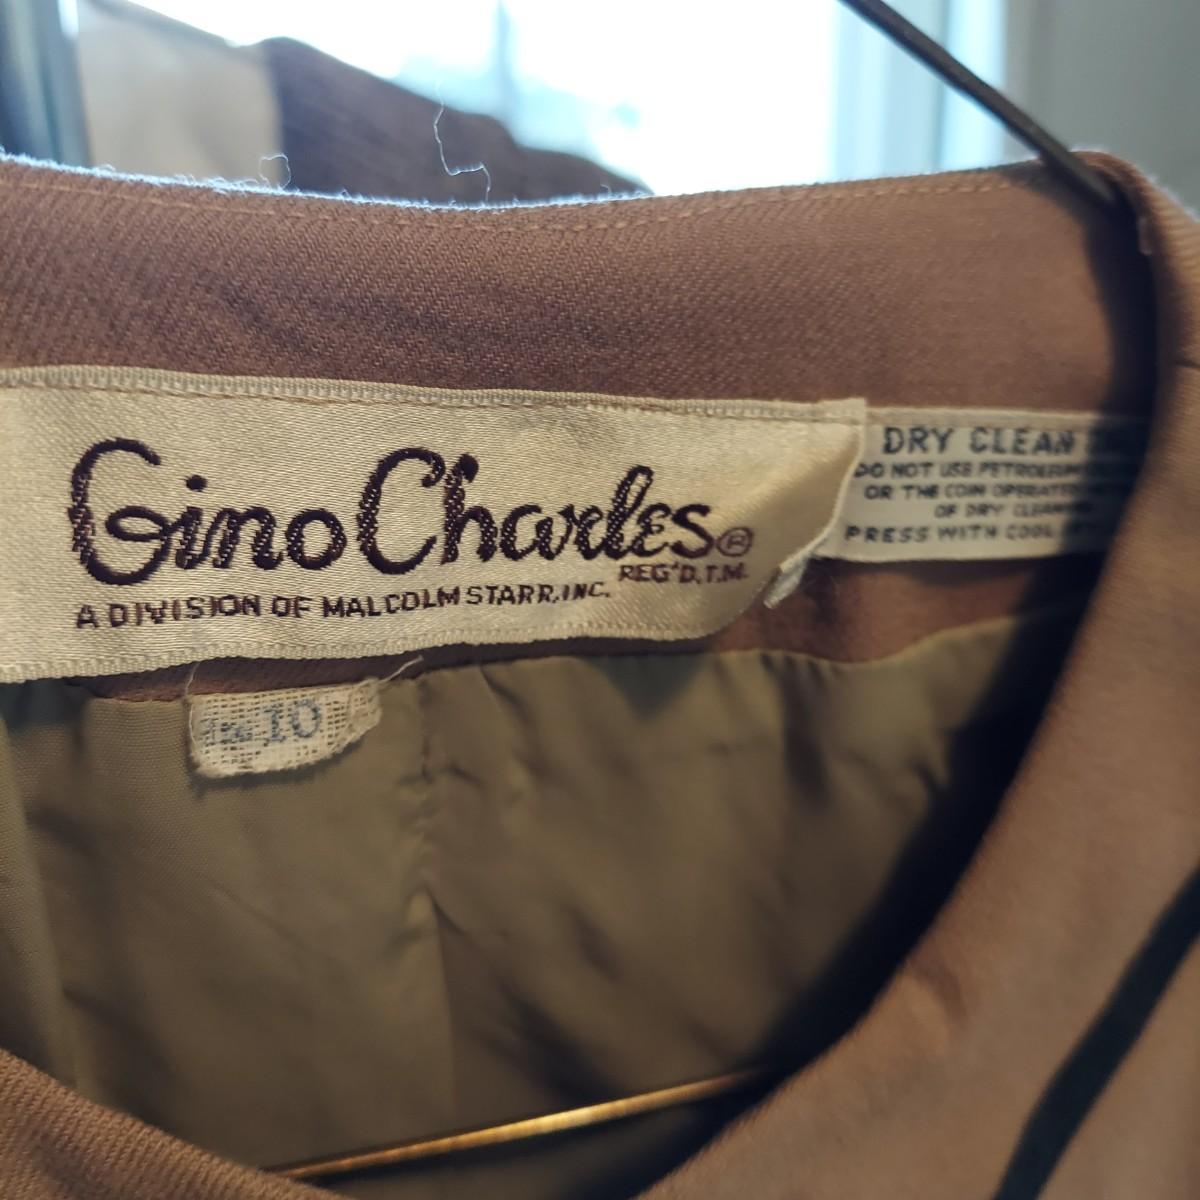 Gino Charles®
REG'D.T.M.
A DIVISION OF MALCOLM STARR, INC.
DRY CLEAN
DO NOT USE PETROLEUM
OR THE COIN OPERATED
OF DRY CLEANING
PRESS WITH COOL
10